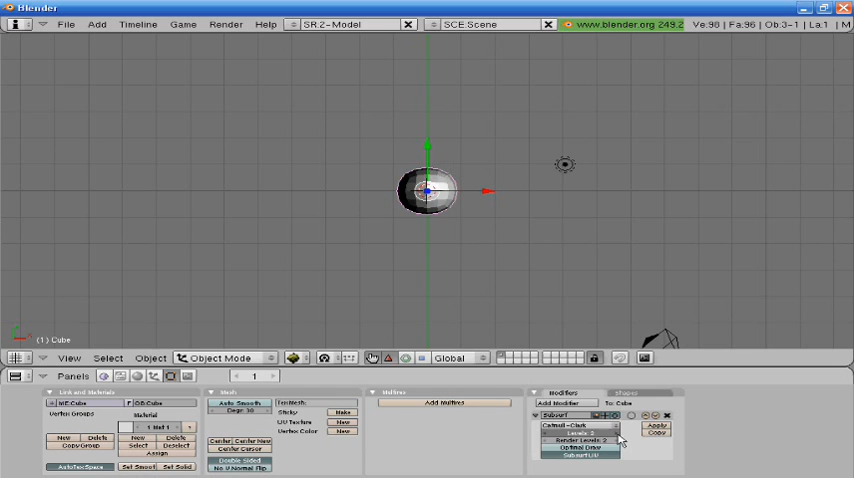 Blender
File Add Timeline Game Render Help SR:2-Model SCE:Scene www.blender.org 249.2 Ve:98 | Fa:96 | Ob:3-1 | La:1 | M
(1) Cube
View Select Object Object Mode Global
Panels 1
Link and Materials Mesh Multires Modifiers Shapes
ME:Cube F OB:Cube Auto Smooth TexMesh: Add Multires Add Modifier To: Cube
Vertex Groups Degr: 30 Sticky Make Subsurf
Material UV Texture New Catmull-Clark Apply
1 Mat 1 Vertex Color New Levels: 2 Copy
New Delete New Delete Center Center New Render Levels: 2
Copy Group Select Deselect Center Cursor Optimal Draw
Assign Double Sided Subsurf UV
AutoTexSpace Set Smoot Set Solid No V.Normal Flip